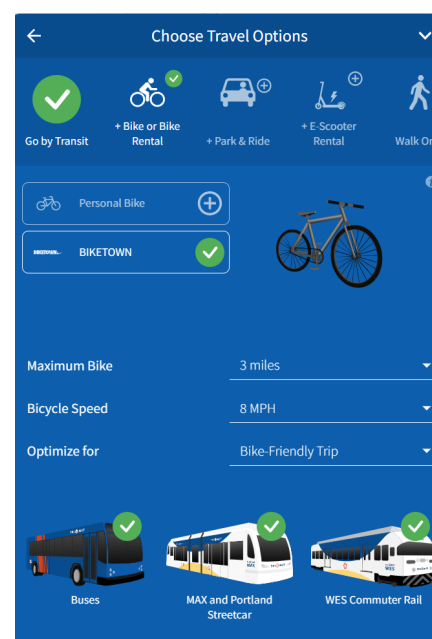 Choose Travel Options
Go by Transit
+ Bike or Bike
Rental
+ Park & Ride
+ E-Scooter
Rental
Walk On
Personal Bike
BIKETOWN
BIKETOWN
Maximum Bike
3 miles
Bicycle Speed
8 MPH
Optimize for
Bike-Friendly Trip
Buses
MAX and Portland
Streetcar
WES Commuter Rail